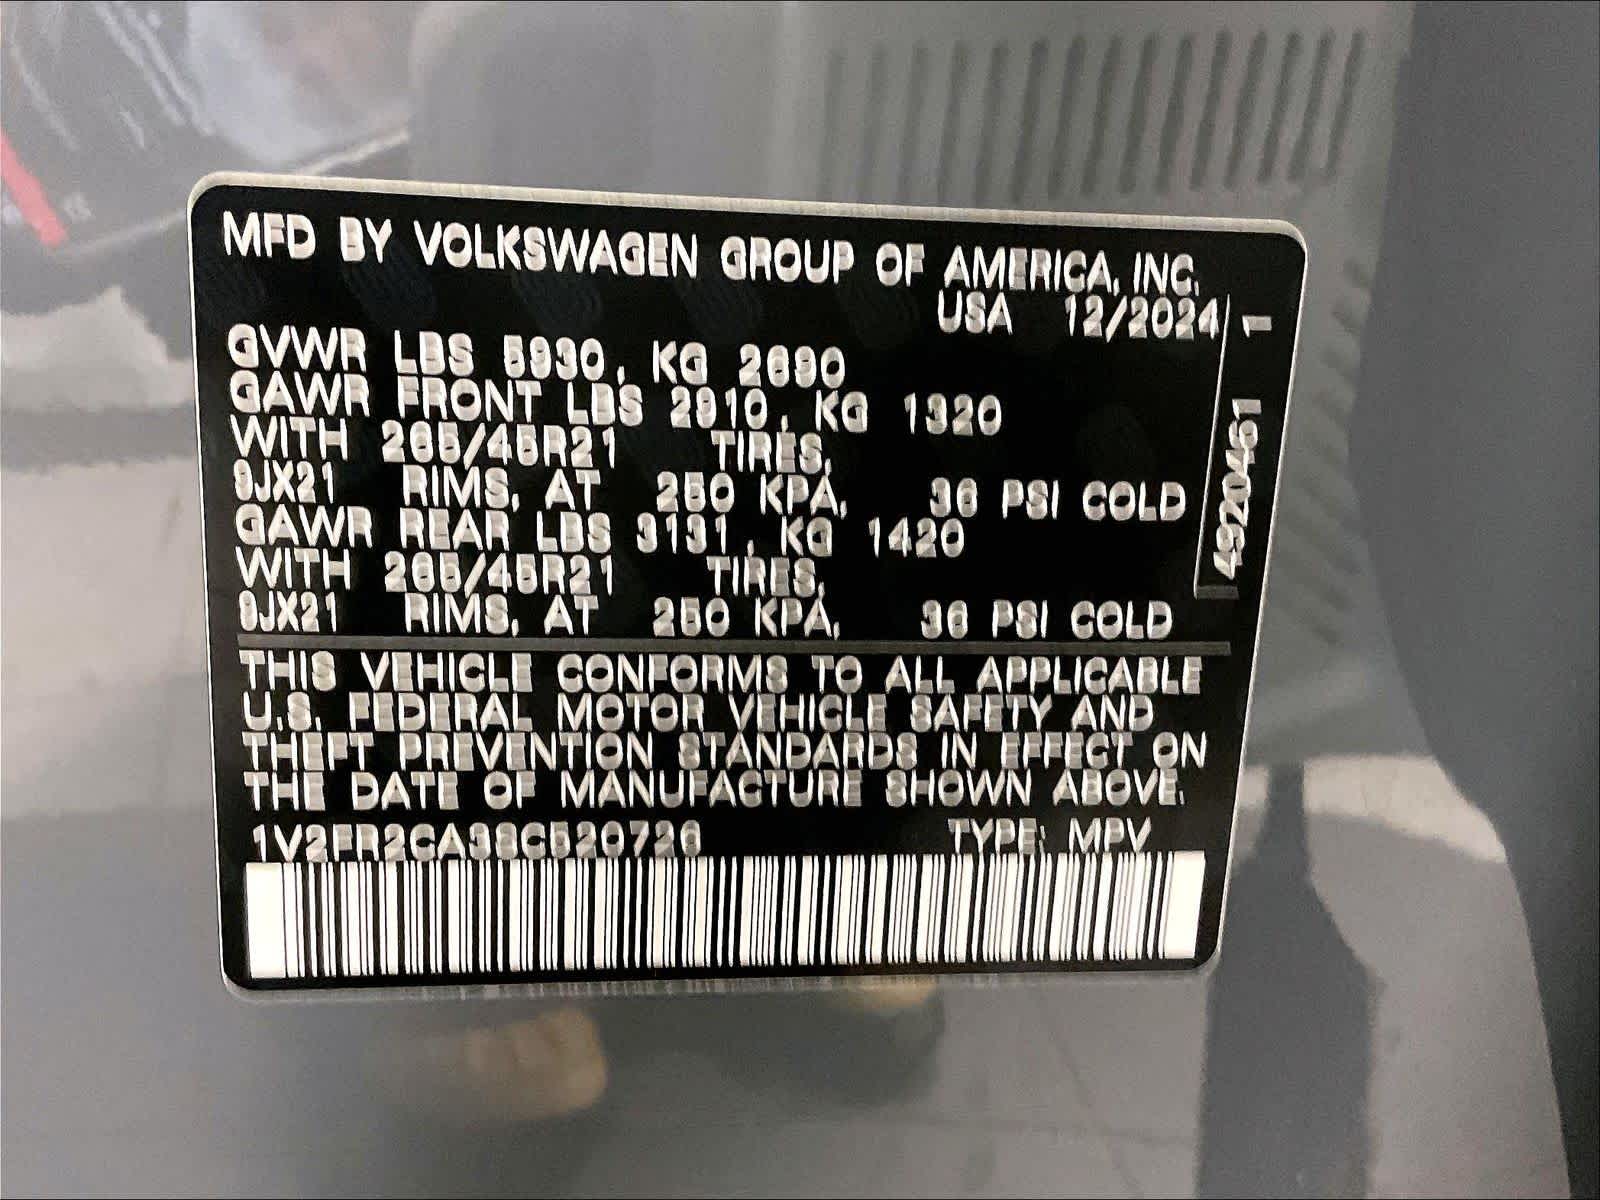 MFD BY VOLKSWAGEN GROUP OF AMERICA, INC.
USA 12/2024
GVWR LBS 5930, KG 2690
GAWR FRONT LBS 2910, KG 1320
WITH 265/45R21 TIRES,
8JX21 RIMS, AT 250 KPA, 36 PSI COLD
GAWR REAR LBS 3131, KG 1420
WITH 265/45R21 TIRES,
8JX21 RIMS, AT 250 KPA, 36 PSI COLD
4920461 1
THIS VEHICLE CONFORMS TO ALL APPLICABLE
U.S. FEDERAL MOTOR VEHICLE SAFETY AND
THEFT PREVENTION STANDARDS IN EFFECT ON
THE DATE OF MANUFACTURE SHOWN ABOVE.
1V2FR2CA3SC520726 TYPE: MPV